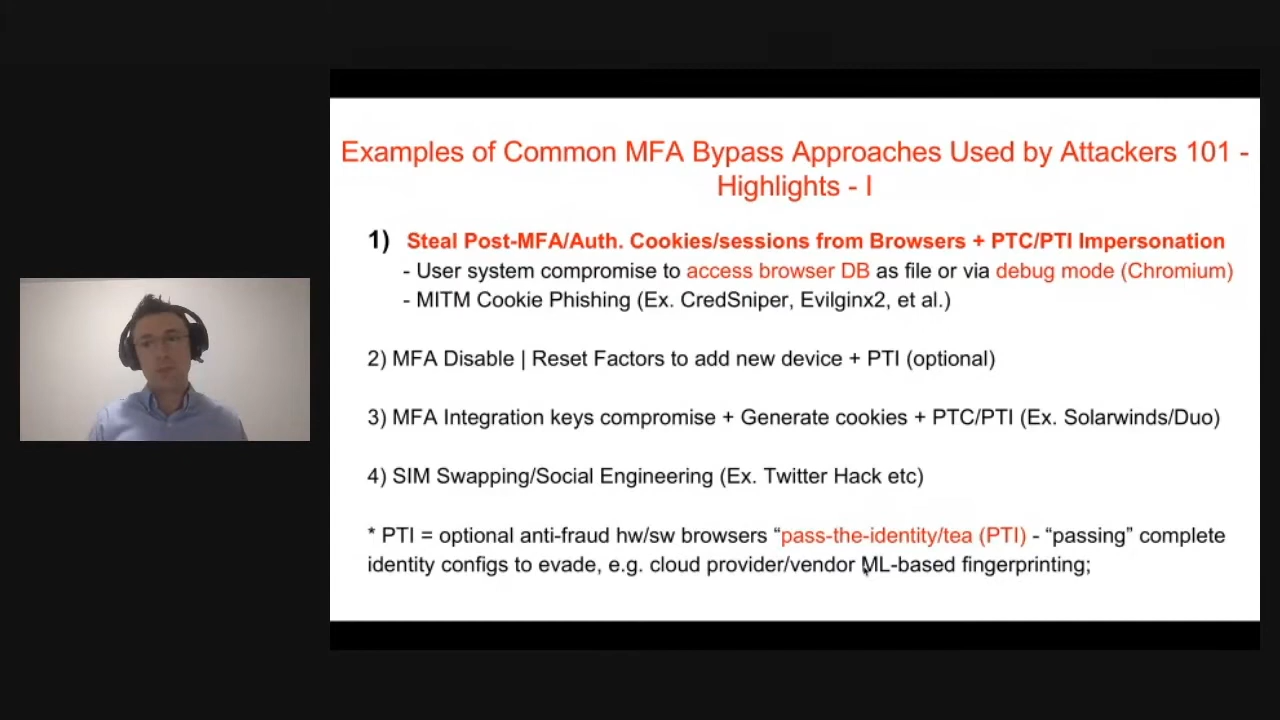 Examples of Common MFA Bypass Approaches Used by Attackers 101 -
Highlights - I
1) Steal Post-MFA/Auth. Cookies/sessions from Browsers + PTC/PTI Impersonation
- User system compromise to access browser DB as file or via debug mode (Chromium)
- MITM Cookie Phishing (Ex. CredSniper, Evilginx2, et al.)
2) MFA Disable | Reset Factors to add new device + PTI (optional)
3) MFA Integration keys compromise + Generate cookies + PTC/PTI (Ex. Solarwinds/Duo)
4) SIM Swapping/Social Engineering (Ex. Twitter Hack etc)
* PTI = optional anti-fraud hw/sw browsers “pass-the-identity/tea (PTI) - “passing” complete
identity configs to evade, e.g. cloud provider/vendor ML-based fingerprinting;